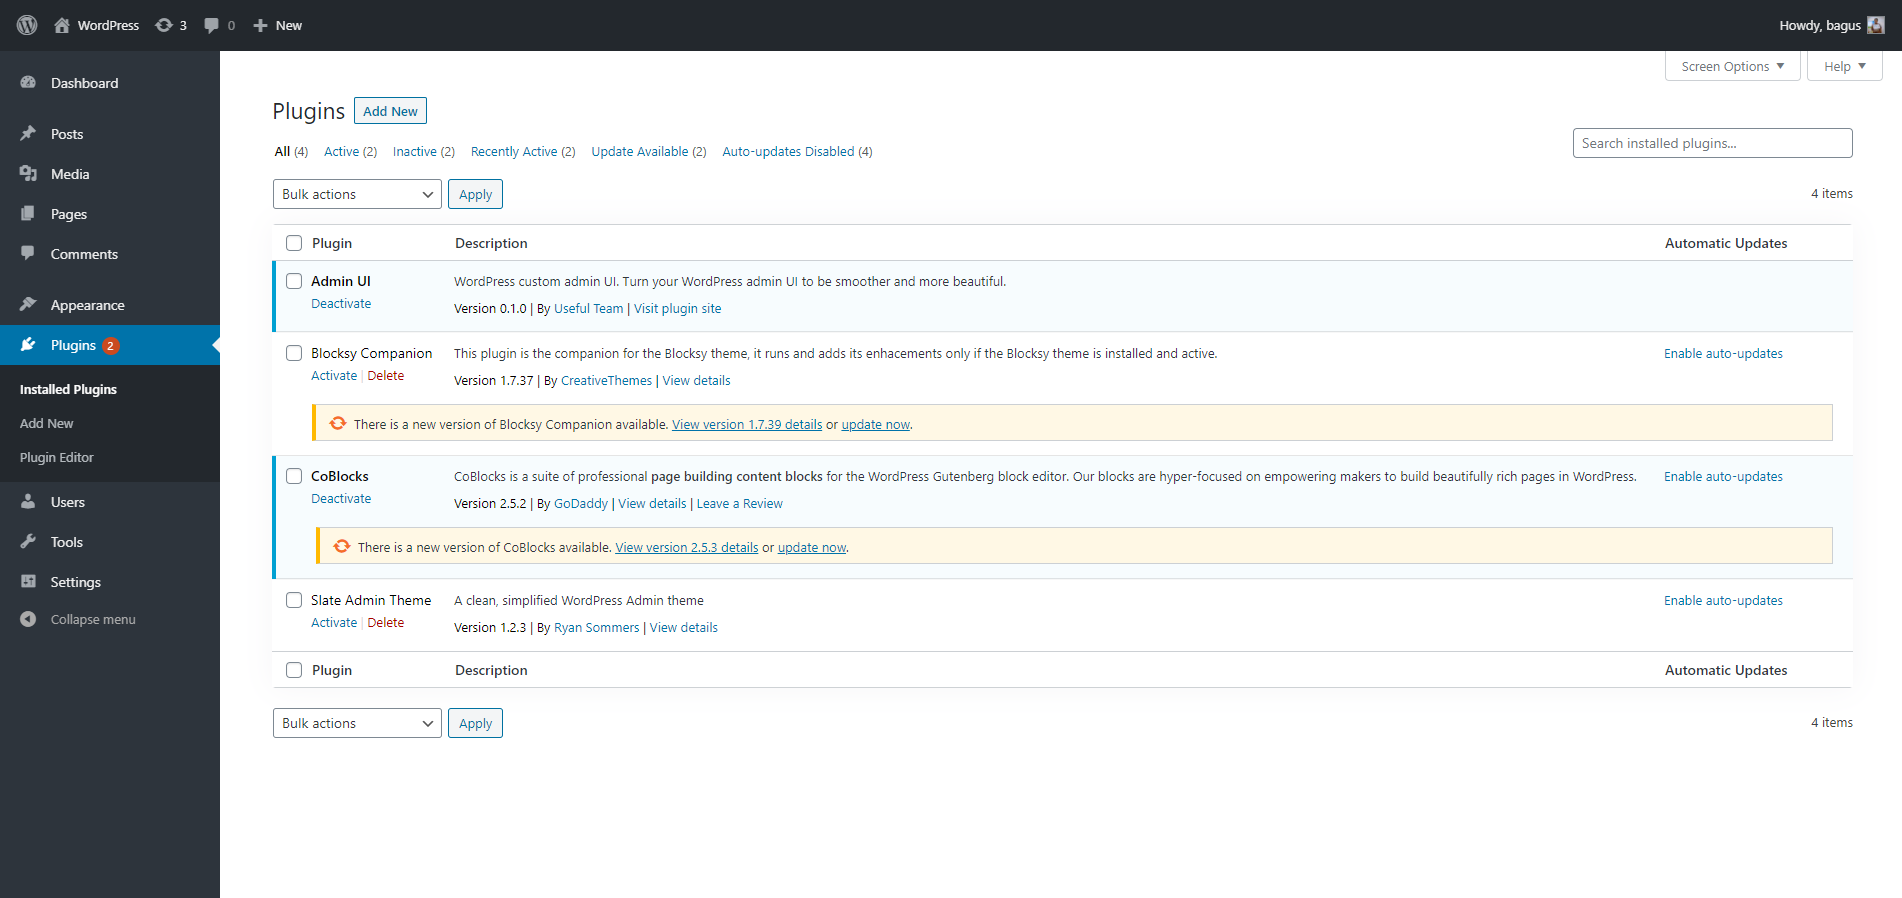 WordPress 3 0 New Howdy, bagus
Screen Options Help
Dashboard
Posts
Media
Pages
Comments
Appearance
Plugins 2
Installed Plugins
Add New
Plugin Editor
Users
Tools
Settings
Collapse menu
Plugins Add New
All (4) Active (2) Inactive (2) Recently Active (2) Update Available (2) Auto-updates Disabled (4)
Search installed plugins...
Bulk actions Apply 4 items
Plugin Description Automatic Updates
Admin UI WordPress custom admin UI. Turn your WordPress admin UI to be smoother and more beautiful.
Deactivate
Version 0.1.0 | By Useful Team | Visit plugin site
Blocksy Companion This plugin is the companion for the Blocksy theme, it runs and adds its enhacements only if the Blocksy theme is installed and active. Enable auto-updates
Activate | Delete
Version 1.7.37 | By CreativeThemes | View details
There is a new version of Blocksy Companion available. View version 1.7.39 details or update now.
CoBlocks CoBlocks is a suite of professional page building content blocks for the WordPress Gutenberg block editor. Our blocks are hyper-focused on empowering makers to build beautifully rich pages in WordPress. Enable auto-updates
Deactivate
Version 2.5.2 | By GoDaddy | View details | Leave a Review
There is a new version of CoBlocks available. View version 2.5.3 details or update now.
Slate Admin Theme A clean, simplified WordPress Admin theme Enable auto-updates
Activate | Delete
Version 1.2.3 | By Ryan Sommers | View details
Plugin Description Automatic Updates
Bulk actions Apply 4 items